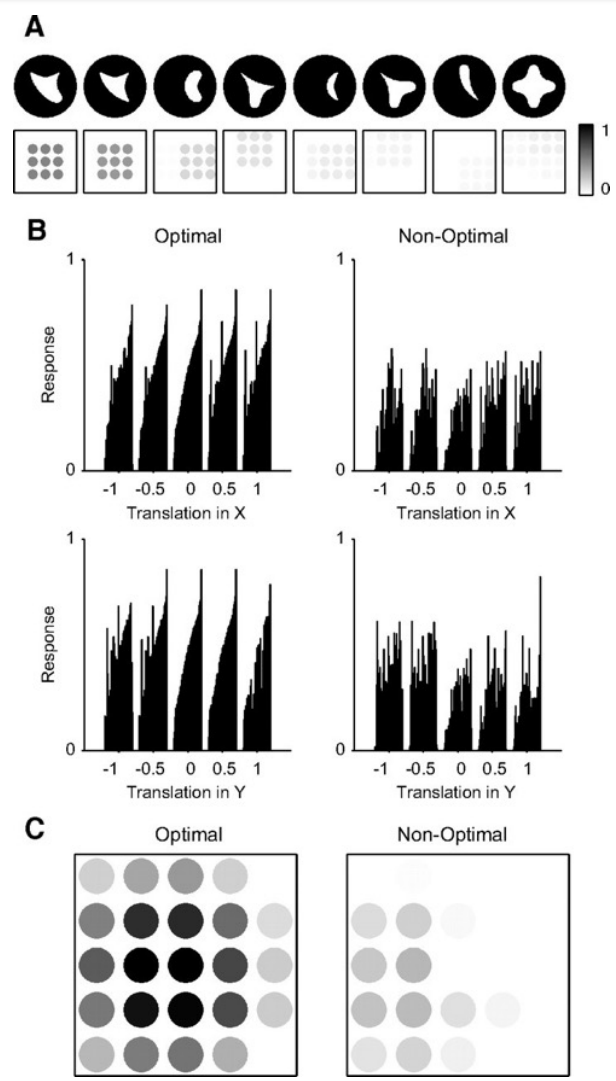 A
1
0
B
Optimal
Non-Optimal
1
1
Response
0
0
-1 -0.5 0 0.5 1
-1 -0.5 0 0.5 1
Translation in X
Translation in X
1
1
Response
0
0
-1 -0.5 0 0.5 1
-1 -0.5 0 0.5 1
Translation in Y
Translation in Y
C
Optimal
Non-Optimal